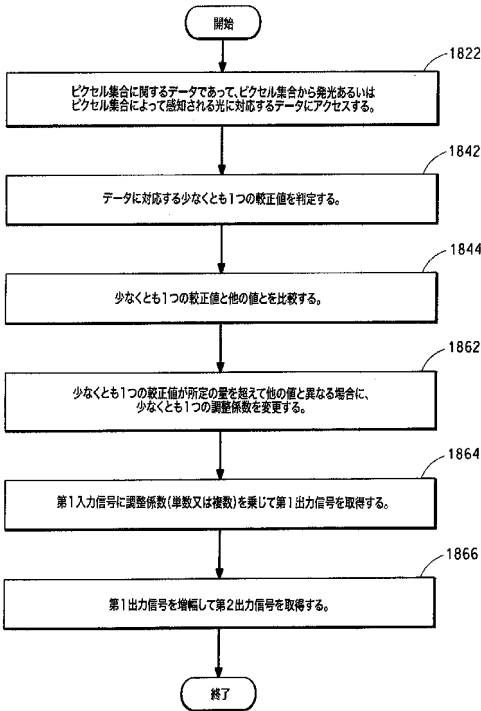 開始
1822
ピクセル集合に関するデータであって、ピクセル集合から発光あるいは
ピクセル集合によって感知される光に対応するデータにアクセスする。
1842
データに対応する少なくとも1つの較正値を判定する。
1844
少なくとも1つの較正値と他の値とを比較する。
1862
少なくとも1つの較正値が所定の量を超えて他の値と異なる場合に、
少なくとも1つの調整係数を変更する。
1864
第1入力信号に調整係数(単数又は複数)を乗じて第1出力信号を取得する。
1866
第1出力信号を増幅して第2出力信号を取得する。
終了